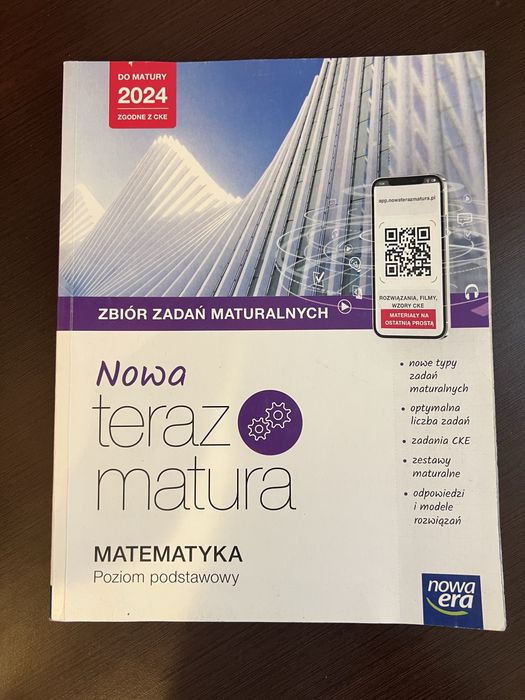 DO MATURY
2024
ZGODNE Z CKE
app.nowaterazmatura.pl
ROZWIĄZANIA, FILMY,
WZORY CKE
MATERIAŁY NA
OSTATNIĄ PROSTĄ
ZBIÓR ZADAŃ MATURALNYCH
Nowa
teraz
matura
MATEMATYKA
Poziom podstawowy
• nowe typy
zadań
maturalnych
• optymalna
liczba zadań
• zadania CKE
• zestawy
maturalne
• odpowiedzi
i modele
rozwiązań
nowa
era